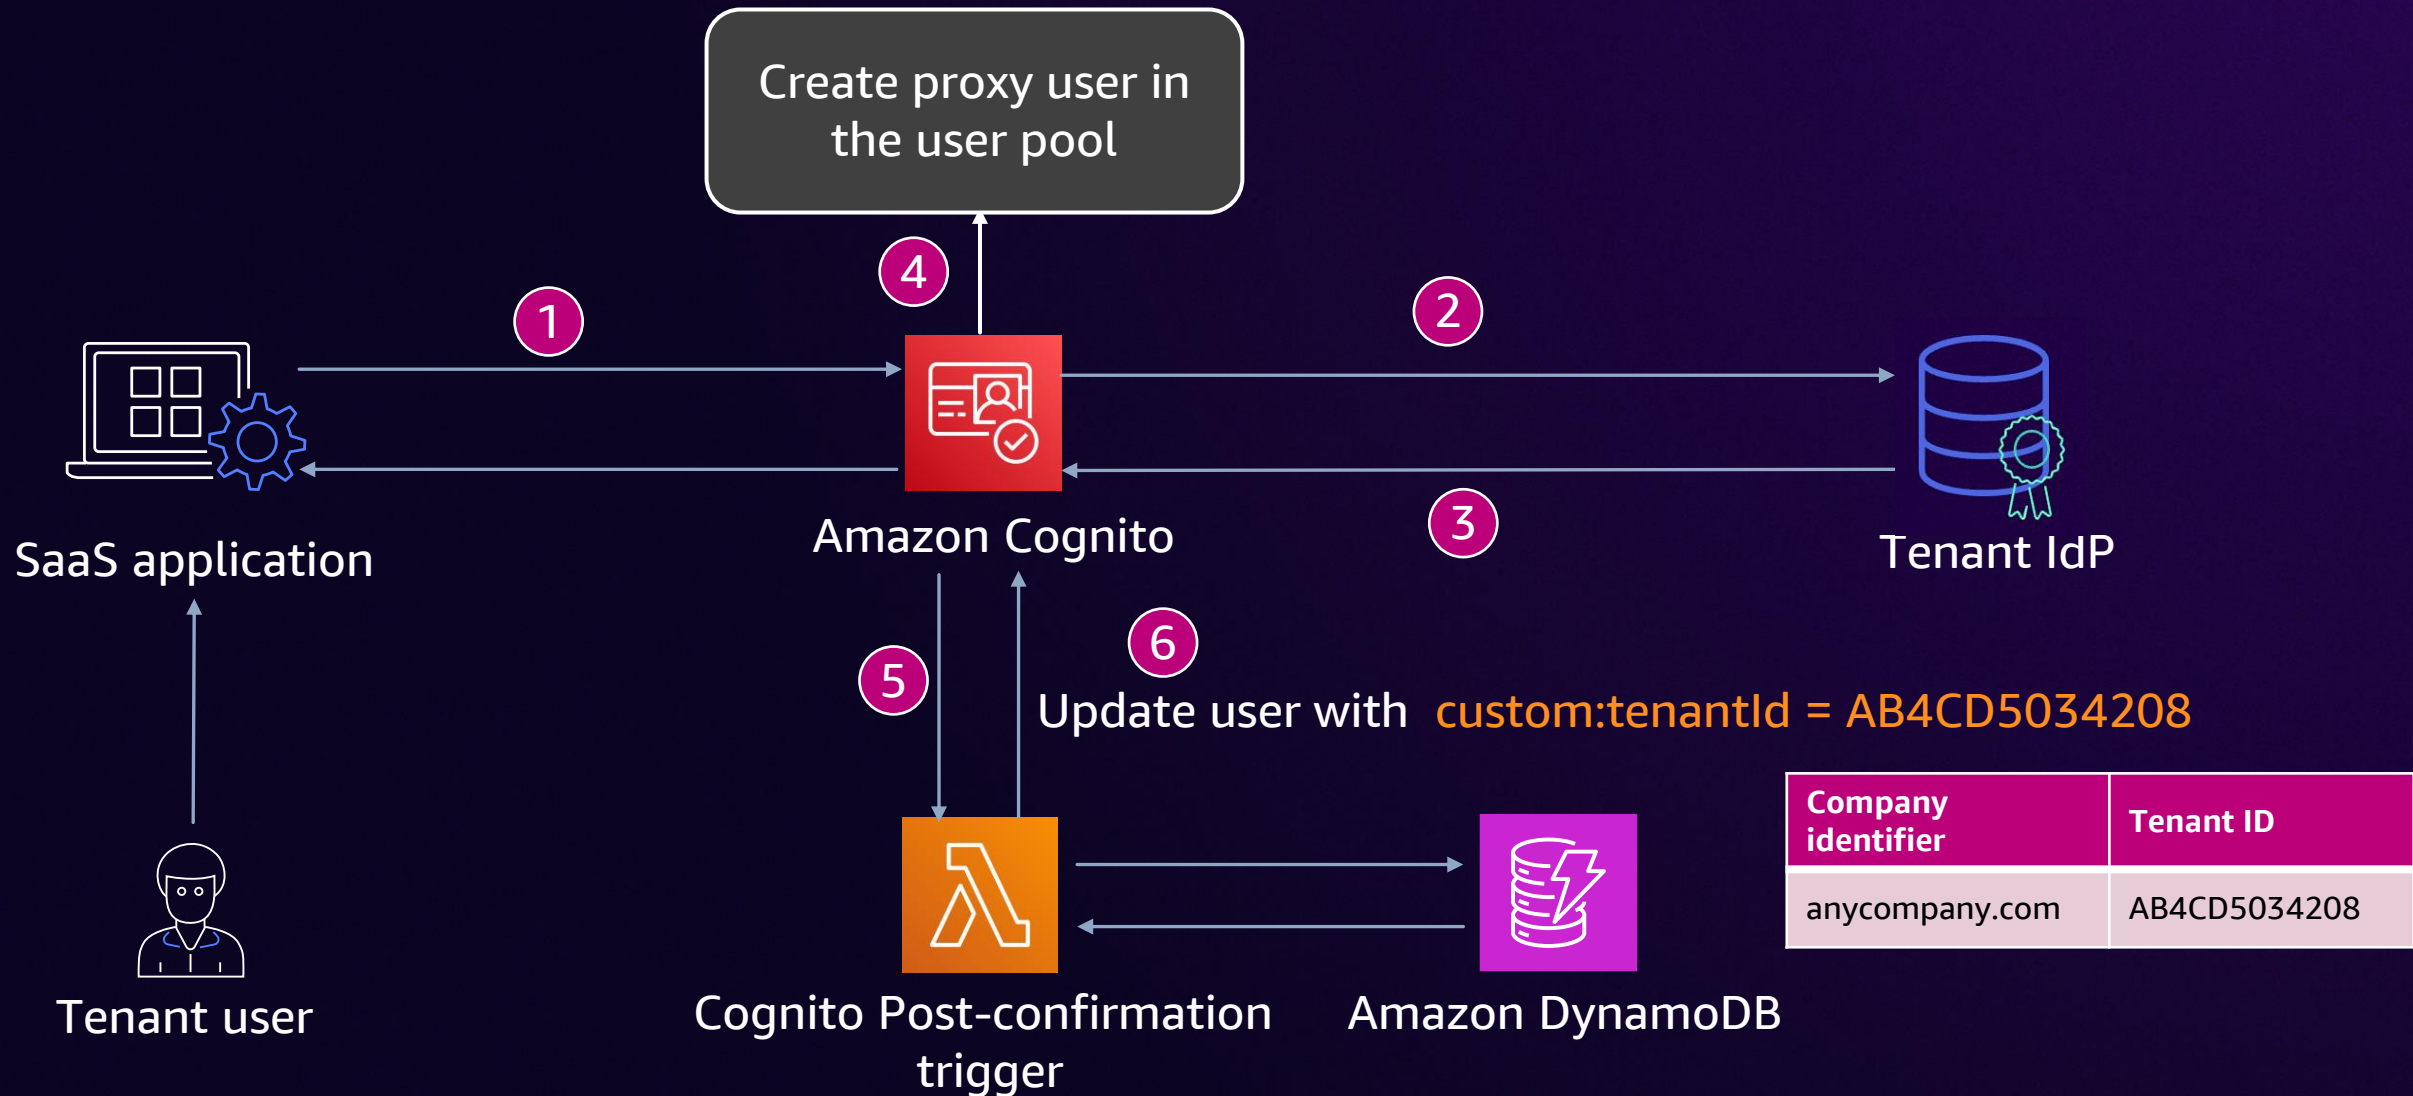 Create proxy user in
the user pool
4
1
2
3
SaaS application
Amazon Cognito
Tenant IdP
5
6
Update user with custom:tenantId = AB4CD5034208
Company
identifier
Tenant ID
anycompany.com
AB4CD5034208
Tenant user
Cognito Post-confirmation
trigger
Amazon DynamoDB